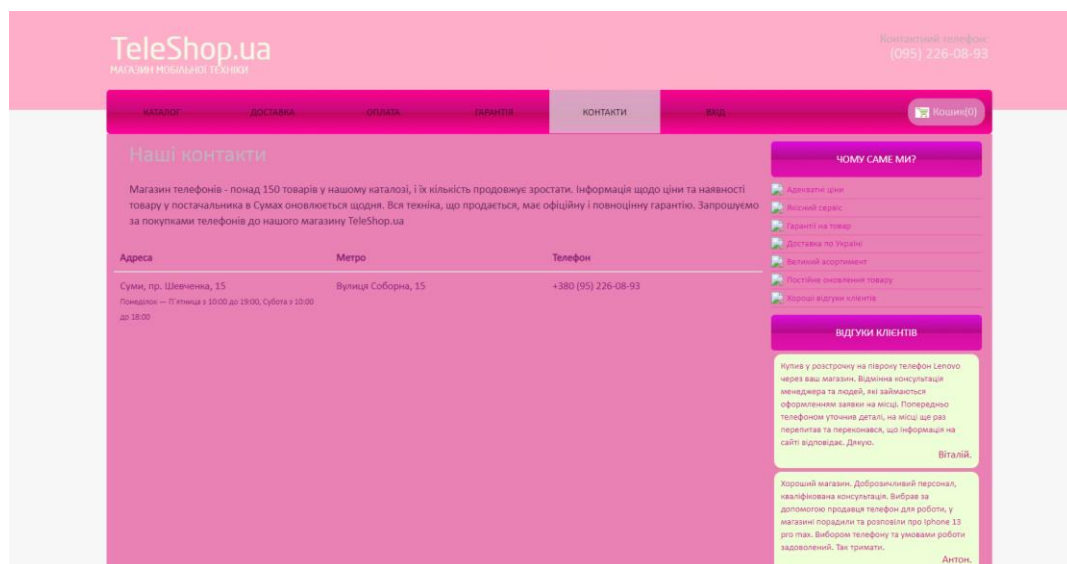 TeleShop.ua
МАГАЗИН МОБІЛЬНОЇ ТЕХНІКИ
Контактний телефон:
(095) 226-08-93
КАТАЛОГ ДОСТАВКА ОПЛАТА ГАРАНТІЯ КОНТАКТИ ВХІД Кошик(0)
Наші контакти
Магазин телефонів - понад 150 товарів у нашому каталозі, і їх кількість продовжує зростати. Інформація щодо ціни та наявності
товару у постачальника в Сумах оновлюється щодня. Вся техніка, що продається, має офіційну і повноцінну гарантію. Запрошуємо
за покупками телефонів до нашого магазину TeleShop.ua
Адреса Метро Телефон
Суми, пр. Шевченка, 15 Вулиця Соборна, 15 +380 (95) 226-08-93
Понеділок — П`ятниця з 10:00 до 19:00, Субота з 10:00
до 18:00
ЧОМУ САМЕ МИ?
Адекватні ціни
Якісний сервіс
Гарантії на товар
Доставка по Україні
Великий асортимент
Постійне оновлення товару
Хороші відгуки клієнтів
ВІДГУКИ КЛІЄНТІВ
Купив у розстрочку на півроку телефон Lenovo
через ваш магазин. Відмінна консультація
менеджера та людей, які займаються
оформленням заявки на місці. Попередньо
телефоном уточнив деталі, на місці ще раз
перепитав та переконався, що інформація на
сайті відповідає. Дякую.
Віталій.
Хороший магазин. Доброзичливий персонал,
кваліфікована консультація. Вибрав за
допомогою продавця телефон для роботи, у
магазині порадили та розповіли про Iphone 13
pro max. Вибором телефону та умовами роботи
задоволений. Так тримати.
Антон.